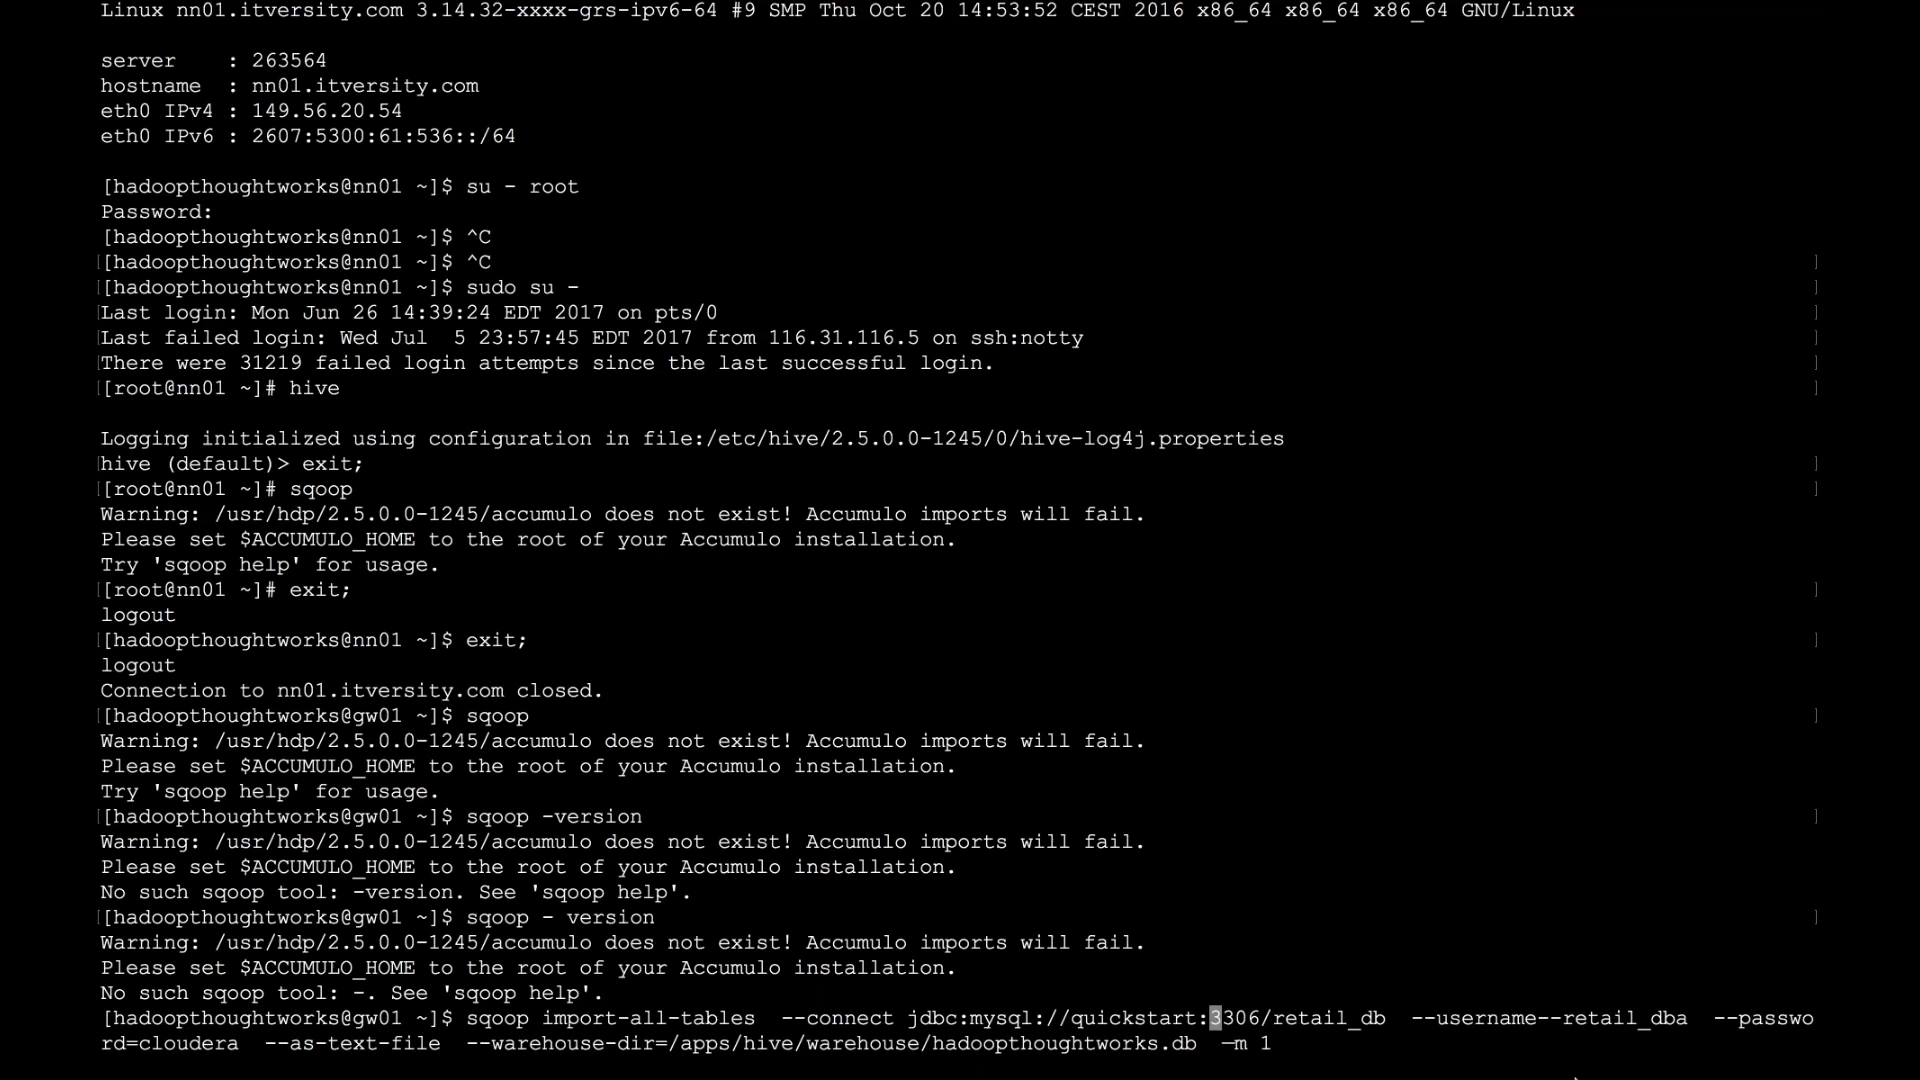 Linux nn01.itversity.com 3.14.32-xxxx-grs-ipv6-64 #9 SMP Thu Oct 20 14:53:52 CEST 2016 x86_64 x86_64 x86_64 GNU/Linux
server    : 263564
hostname  : nn01.itversity.com
eth0 IPv4 : 149.56.20.54
eth0 IPv6 : 2607:5300:61:536::/64
[hadoopthoughtworks@nn01 ~]$ su - root
Password:
[hadoopthoughtworks@nn01 ~]$ ^C
[[hadoopthoughtworks@nn01 ~]$ ^C ]
[[hadoopthoughtworks@nn01 ~]$ sudo su - ]
[Last login: Mon Jun 26 14:39:24 EDT 2017 on pts/0 ]
[Last failed login: Wed Jul  5 23:57:45 EDT 2017 from 116.31.116.5 on ssh:notty ]
[There were 31219 failed login attempts since the last successful login. ]
[[root@nn01 ~]# hive ]
Logging initialized using configuration in file:/etc/hive/2.5.0.0-1245/0/hive-log4j.properties
[hive (default)> exit; ]
[[root@nn01 ~]# sqoop ]
Warning: /usr/hdp/2.5.0.0-1245/accumulo does not exist! Accumulo imports will fail.
Please set $ACCUMULO_HOME to the root of your Accumulo installation.
Try 'sqoop help' for usage.
[[root@nn01 ~]# exit; ]
logout
[[hadoopthoughtworks@nn01 ~]$ exit; ]
logout
Connection to nn01.itversity.com closed.
[[hadoopthoughtworks@gw01 ~]$ sqoop ]
Warning: /usr/hdp/2.5.0.0-1245/accumulo does not exist! Accumulo imports will fail.
Please set $ACCUMULO_HOME to the root of your Accumulo installation.
Try 'sqoop help' for usage.
[[hadoopthoughtworks@gw01 ~]$ sqoop -version ]
Warning: /usr/hdp/2.5.0.0-1245/accumulo does not exist! Accumulo imports will fail.
Please set $ACCUMULO_HOME to the root of your Accumulo installation.
No such sqoop tool: -version. See 'sqoop help'.
[[hadoopthoughtworks@gw01 ~]$ sqoop - version ]
Warning: /usr/hdp/2.5.0.0-1245/accumulo does not exist! Accumulo imports will fail.
Please set $ACCUMULO_HOME to the root of your Accumulo installation.
No such sqoop tool: -. See 'sqoop help'.
[hadoopthoughtworks@gw01 ~]$ sqoop import-all-tables  --connect jdbc:mysql://quickstart:3306/retail_db  --username--retail_dba  --passwo
rd=cloudera  --as-text-file  --warehouse-dir=/apps/hive/warehouse/hadoopthoughtworks.db  —m 1